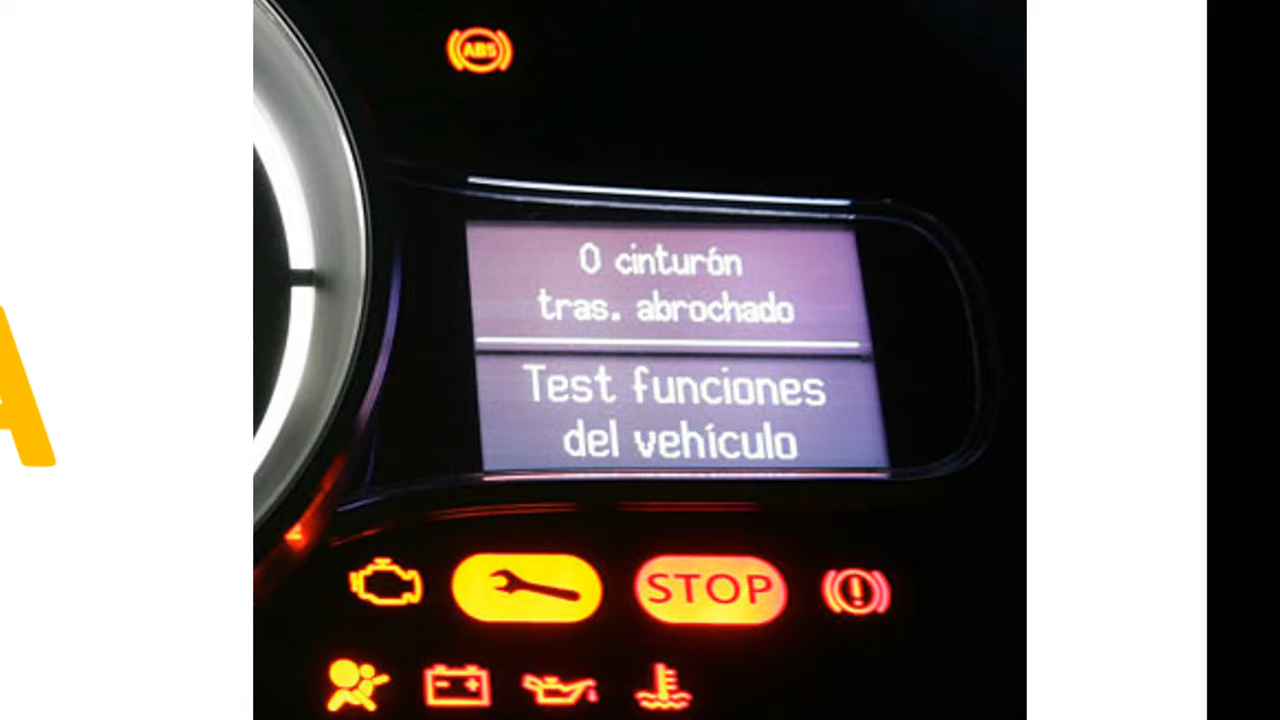 ABS
0 cinturón
tras. abrochado
Test funciones
del vehículo
STOP
A